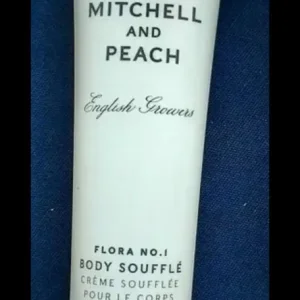 MITCHELL
AND
PEACH
English Growers
FLORA NO.1
BODY SOUFFLÉ
CRÈME SOUFFLÉE
POUR LE CORPS